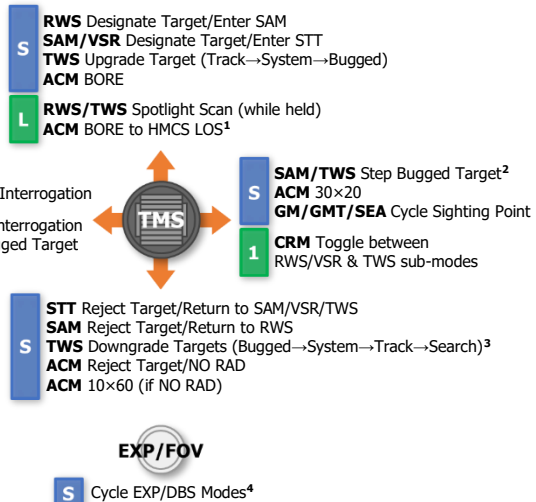 S
RWS Designate Target/Enter SAM
SAM/VSR Designate Target/Enter STT
TWS Upgrade Target (Track→System→Bugged)
ACM BORE
L
RWS/TWS Spotlight Scan (while held)
ACM BORE to HMCS LOS¹
Interrogation
nterrogation
ged Target
TMS
S
SAM/TWS Step Bugged Target²
ACM 30×20
GM/GMT/SEA Cycle Sighting Point
1
CRM Toggle between
RWS/VSR & TWS sub-modes
S
STT Reject Target/Return to SAM/VSR/TWS
SAM Reject Target/Return to RWS
TWS Downgrade Targets (Bugged→System→Track→Search)³
ACM Reject Target/NO RAD
ACM 10×60 (if NO RAD)
EXP/FOV
S
Cycle EXP/DBS Modes⁴